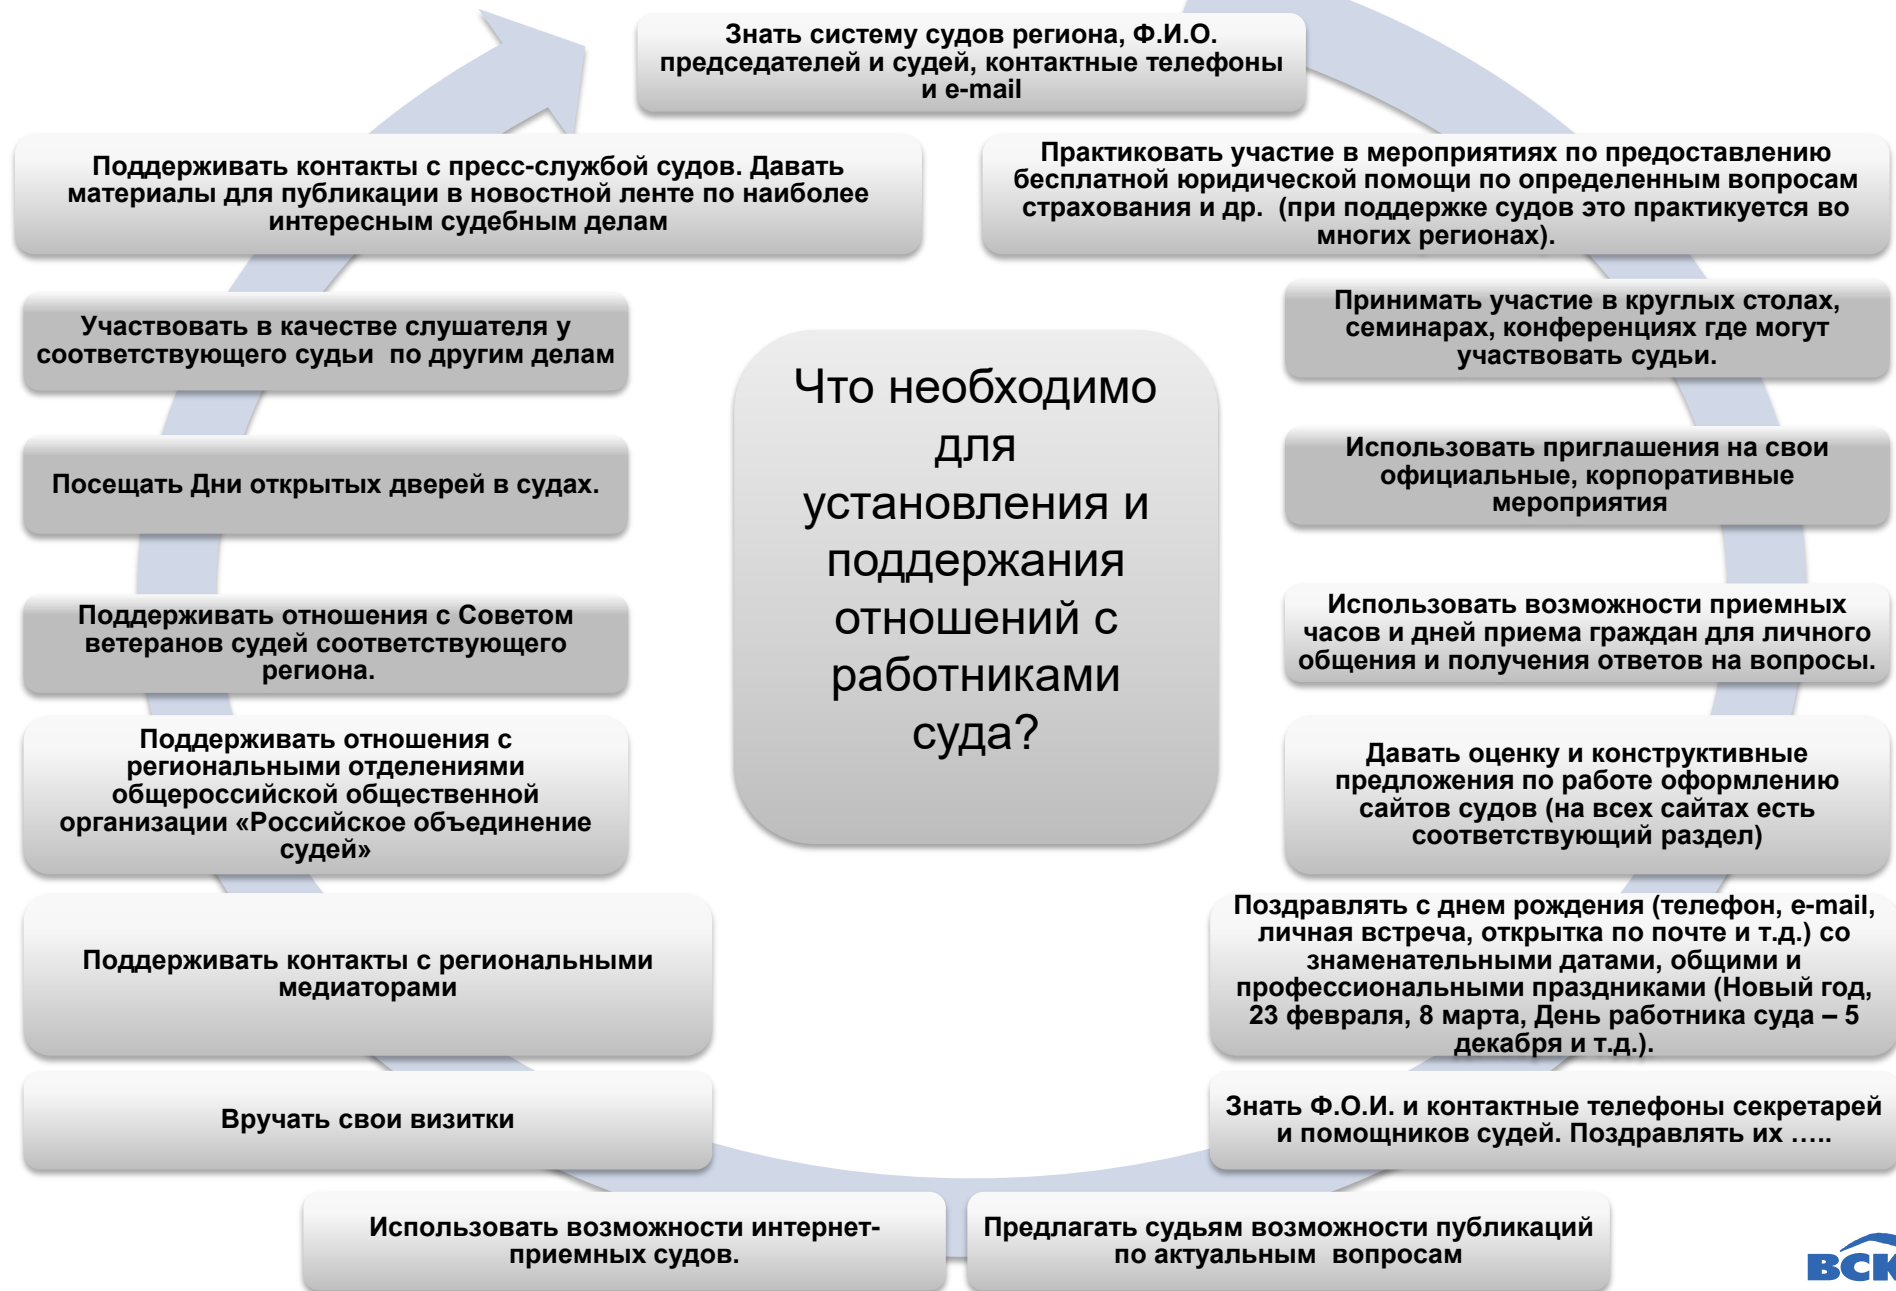 Знать систему судов региона, Ф.И.О.
председателей и судей, контактные телефоны
и e-mail
Практиковать участие в мероприятиях по предоставлению
бесплатной юридической помощи по определенным вопросам
страхования и др.  (при поддержке судов это практикуется во
многих регионах).
Принимать участие в круглых столах,
семинарах, конференциях где могут
участвовать судьи.
Использовать приглашения на свои
официальные, корпоративные
мероприятия
Использовать возможности приемных
часов и дней приема граждан для личного
общения и получения ответов на вопросы.
Давать оценку и конструктивные
предложения по работе оформлению
сайтов судов (на всех сайтах есть
соответствующий раздел)
Поздравлять с днем рождения (телефон, e-mail,
личная встреча, открытка по почте и т.д.) со
знаменательными датами, общими и
профессиональными праздниками (Новый год,
23 февраля, 8 марта, День работника суда – 5
декабря и т.д.).
Знать Ф.О.И. и контактные телефоны секретарей
и помощников судей. Поздравлять их …..
Предлагать судьям возможности публикаций
по актуальным  вопросам
Использовать возможности интернет-
приемных судов.
Вручать свои визитки
Поддерживать контакты с региональными
медиаторами
Поддерживать отношения с
региональными отделениями
общероссийской общественной
организации «Российское объединение
судей»
Поддерживать отношения с Советом
ветеранов судей соответствующего
региона.
Посещать Дни открытых дверей в судах.
Участвовать в качестве слушателя у
соответствующего судьи  по другим делам
Поддерживать контакты с пресс-службой судов. Давать
материалы для публикации в новостной ленте по наиболее
интересным судебным делам
Что необходимо
для
установления и
поддержания
отношений с
работниками
суда?
ВСК